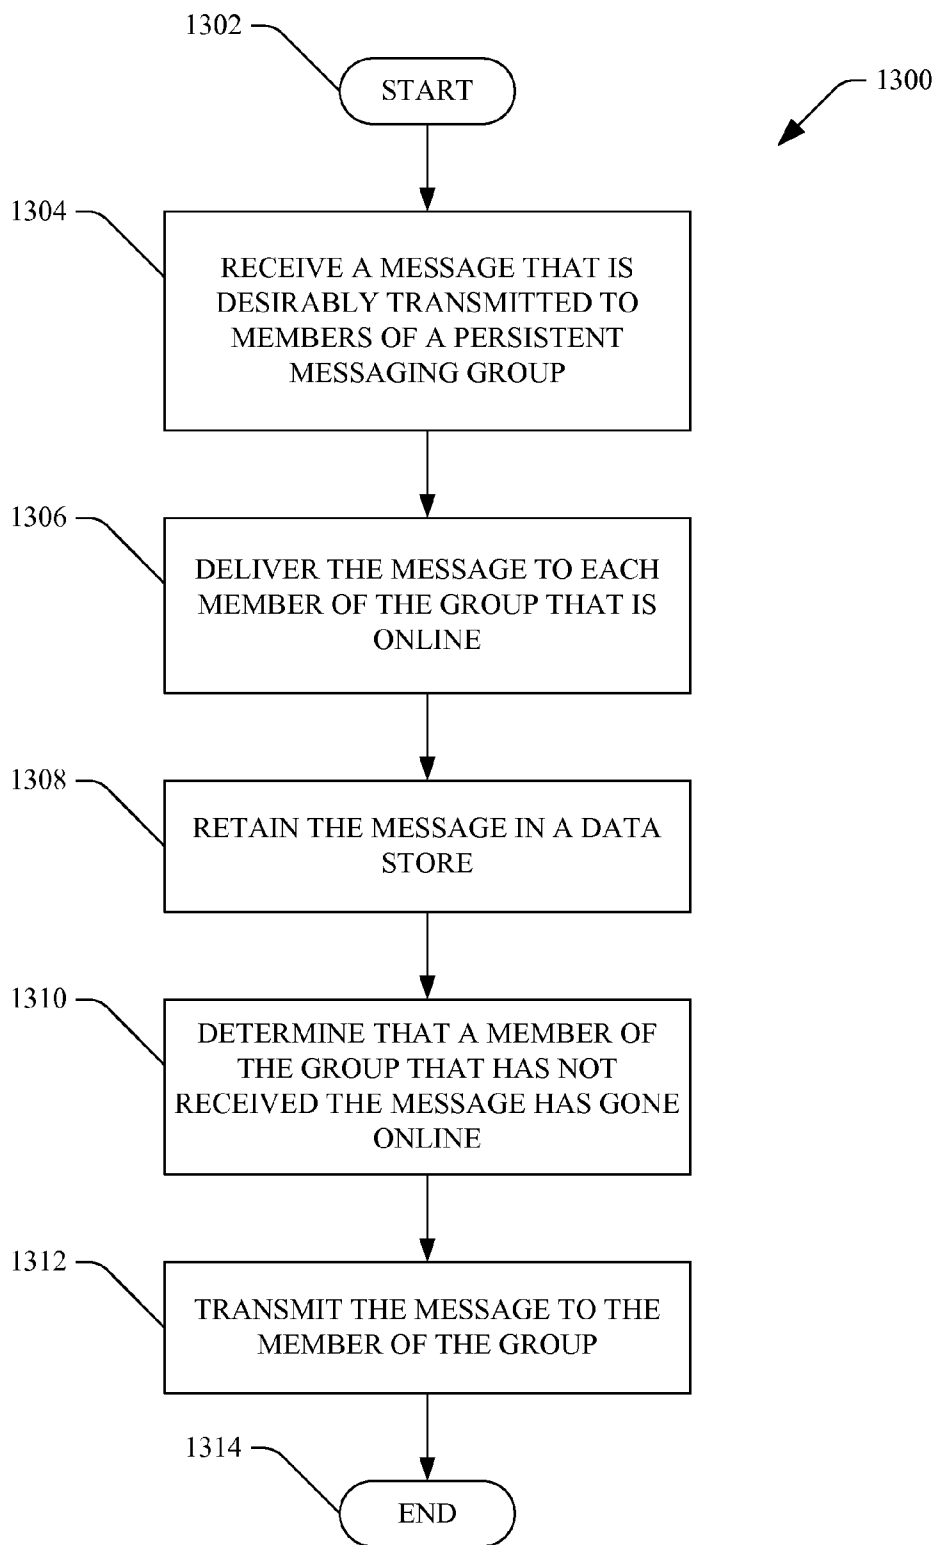 1302
START
1300
1304
RECEIVE A MESSAGE THAT IS
DESIRABLY TRANSMITTED TO
MEMBERS OF A PERSISTENT
MESSAGING GROUP
1306
DELIVER THE MESSAGE TO EACH
MEMBER OF THE GROUP THAT IS
ONLINE
1308
RETAIN THE MESSAGE IN A DATA
STORE
1310
DETERMINE THAT A MEMBER OF
THE GROUP THAT HAS NOT
RECEIVED THE MESSAGE HAS GONE
ONLINE
1312
TRANSMIT THE MESSAGE TO THE
MEMBER OF THE GROUP
1314
END